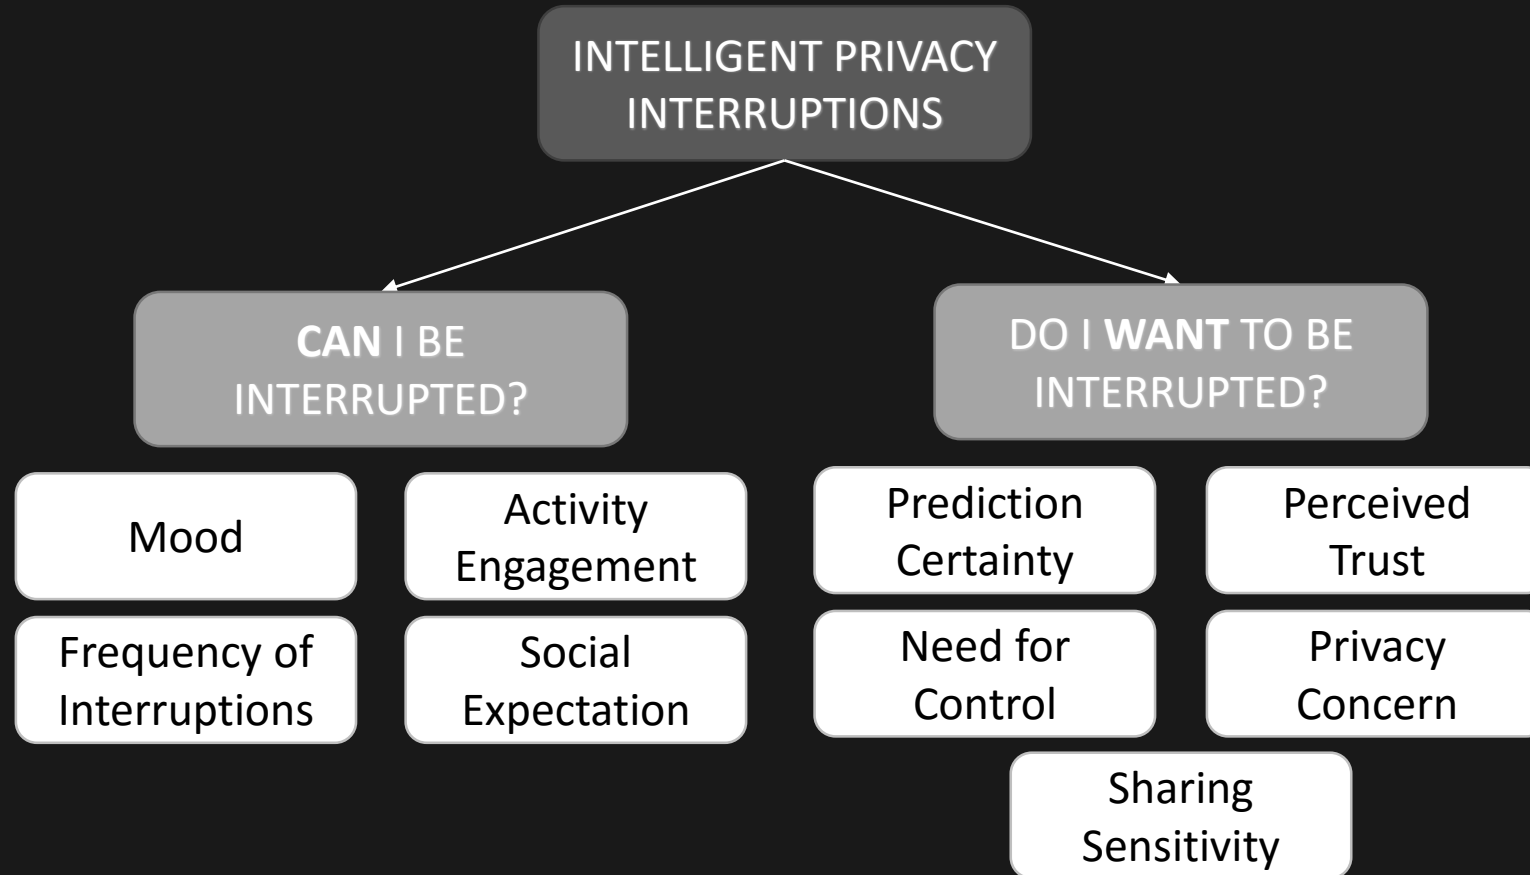 INTELLIGENT PRIVACY
INTERRUPTIONS
CAN I BE
INTERRUPTED?
DO I WANT TO BE
INTERRUPTED?
Mood
Activity
Engagement
Frequency of
Interruptions
Social
Expectation
Prediction
Certainty
Perceived
Trust
Need for
Control
Privacy
Concern
Sharing
Sensitivity